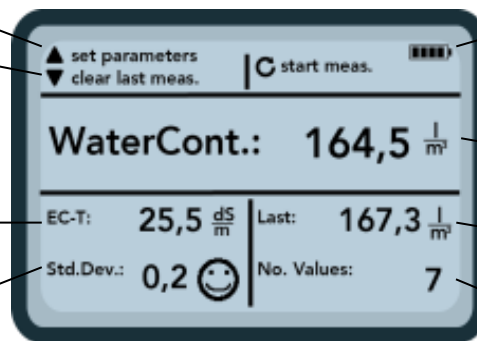 ▲ set parameters
▼ clear last meas.
start meas.
WaterCont.: 164,5 l/m³
EC-T: 25,5 dS/m
Last: 167,3 l/m³
Std.Dev.: 0,2
No. Values: 7